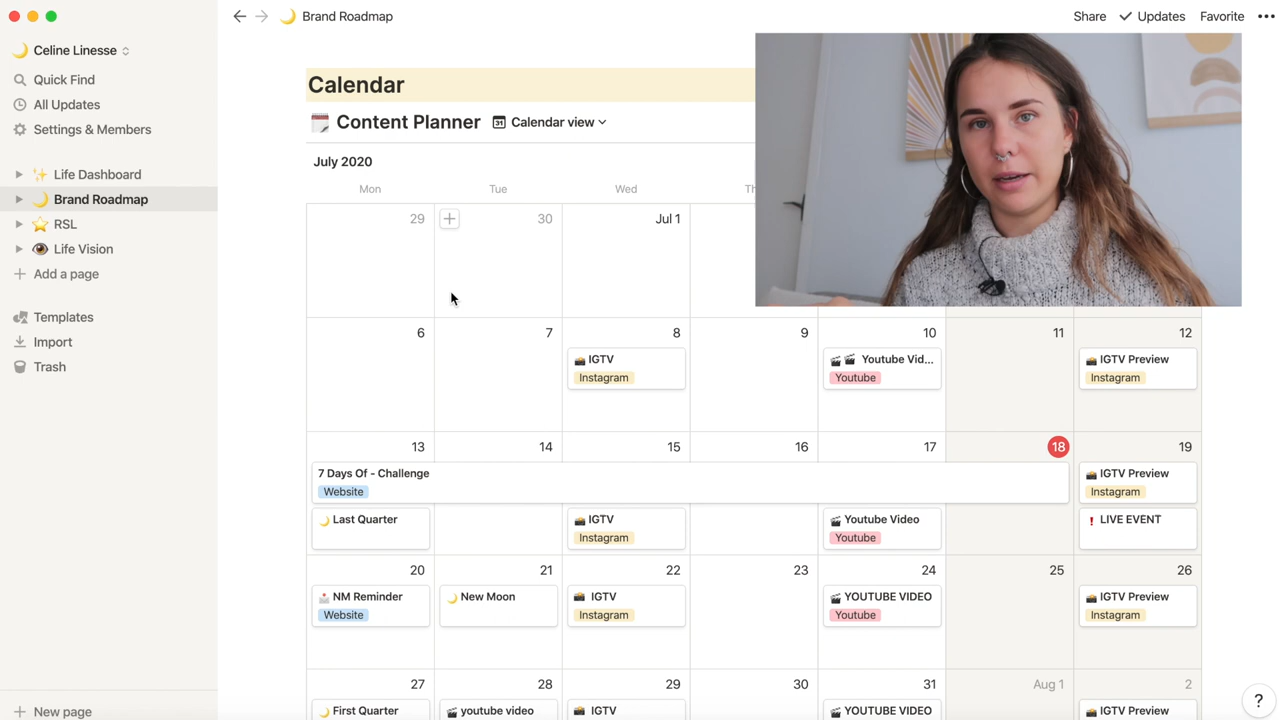 Brand Roadmap
Share
Updates
Favorite
Celine Linesse
Quick Find
All Updates
Settings & Members
Life Dashboard
Brand Roadmap
RSL
Life Vision
Add a page
Templates
Import
Trash
New page
Calendar
Content Planner
31
Calendar view
July 2020
Mon Tue Wed
29 30 Jul 1
6 7 8 9 10 11 12
IGTV
Instagram
Youtube Vid...
Youtube
IGTV Preview
Instagram
13 14 15 16 17 18 19
7 Days Of - Challenge
Website
IGTV Preview
Instagram
Last Quarter
IGTV
Instagram
Youtube Video
Youtube
LIVE EVENT
20 21 22 23 24 25 26
NM Reminder
Website
New Moon
IGTV
Instagram
YOUTUBE VIDEO
Youtube
IGTV Preview
Instagram
27 28 29 30 31 Aug 1 2
First Quarter
youtube video
IGTV
YOUTUBE VIDEO
IGTV Preview
?